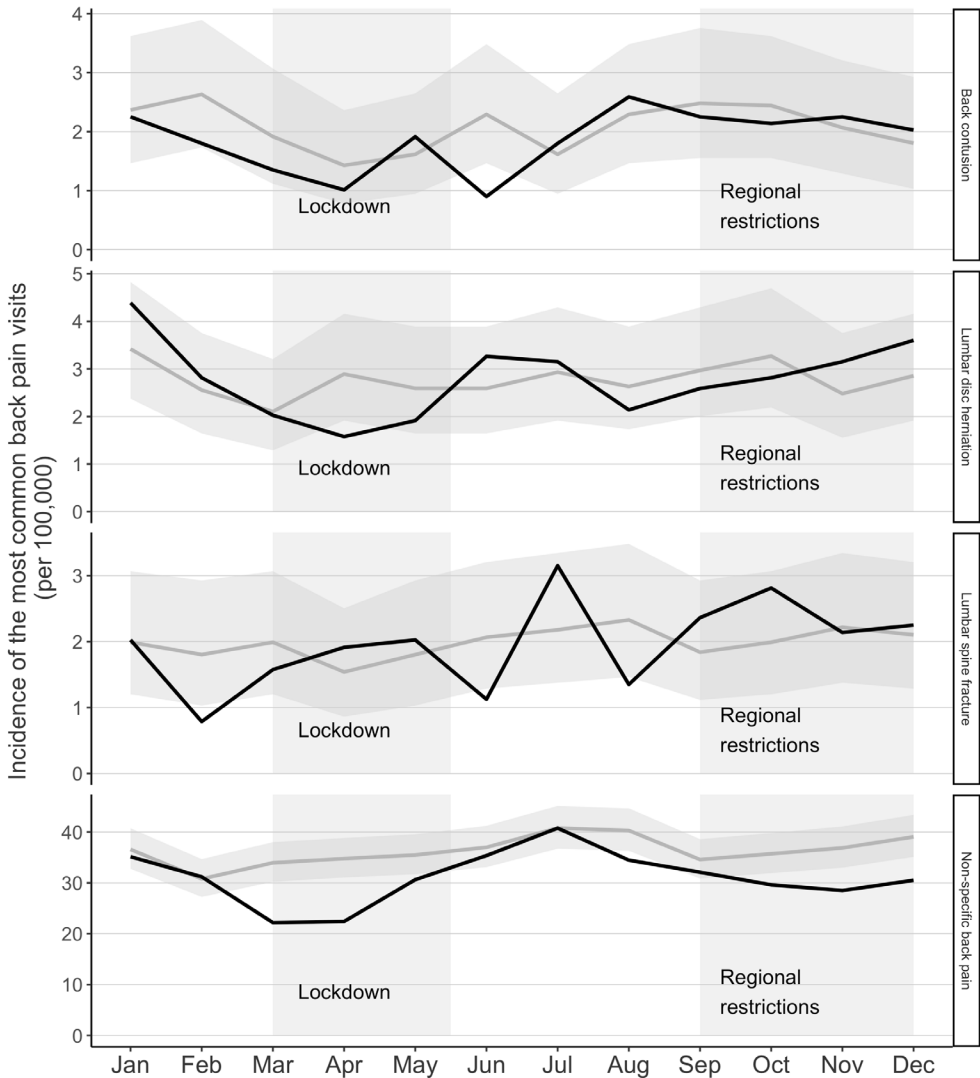 Incidence of the most common back pain visits
(per 100,000)
4
3
2
1
0
Lockdown
Regional
restrictions
Back contusion
5
4
3
2
1
0
Lockdown
Regional
restrictions
Lumbar disc herniation
3
2
1
0
Lockdown
Regional
restrictions
Lumbar spine fracture
40
30
20
10
0
Lockdown
Regional
restrictions
Non-specific back pain
Jan Feb Mar Apr May Jun Jul Aug Sep Oct Nov Dec